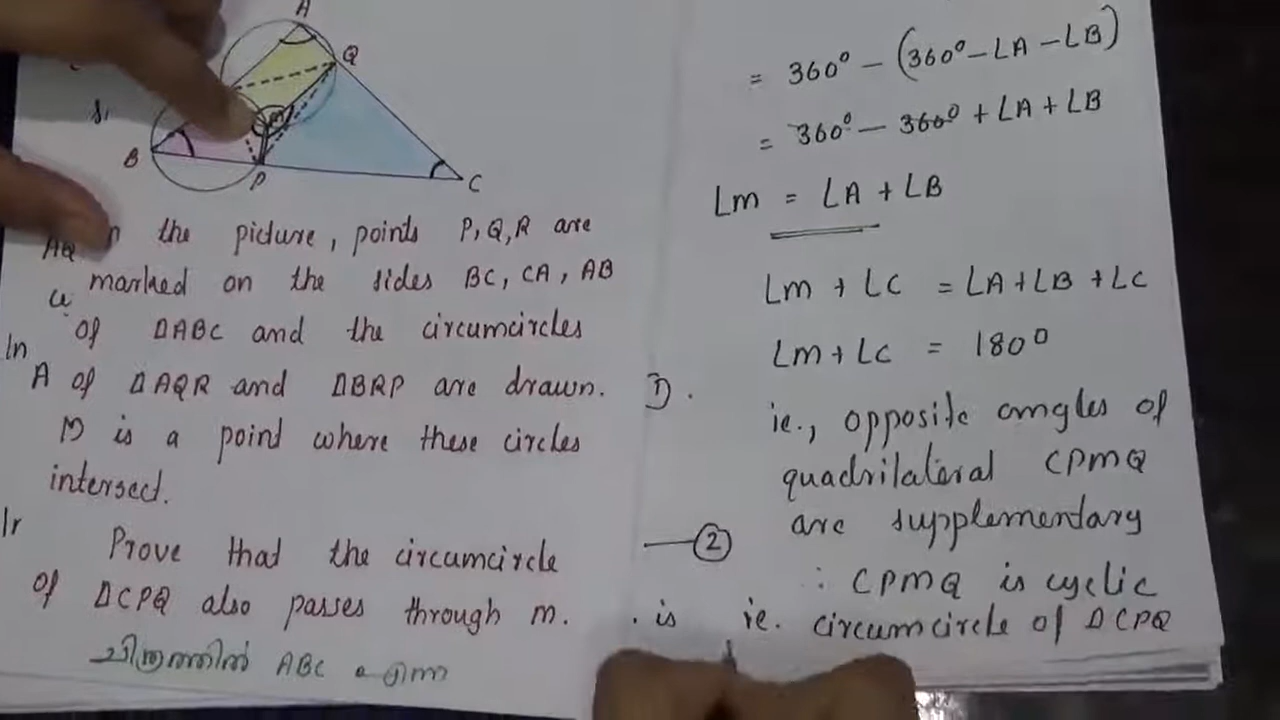 A
Q
B
P
C
the picture, points P, Q, R are
marked on the sides BC, CA, AB
of ΔABC and the circumcircles
of ΔAQR and ΔBRP are drawn.
M is a point where these circles
intersect.
Prove that the circumcircle
of ΔCPQ also passes through m.
ചിത്രത്തിൽ ABC
AQ
ln
A
= 360° - (360° - ∠A - ∠B)
= 360° - 360° + ∠A + ∠B
∠m = ∠A + ∠B
∠m + ∠C = ∠A + ∠B + ∠C
∠m + ∠C = 180°
ie., opposite angles of
quadrilateral CPMQ
are supplementary
② 
∴ CPMQ is cyclic
. is ie. circumcircle of ΔCPQ